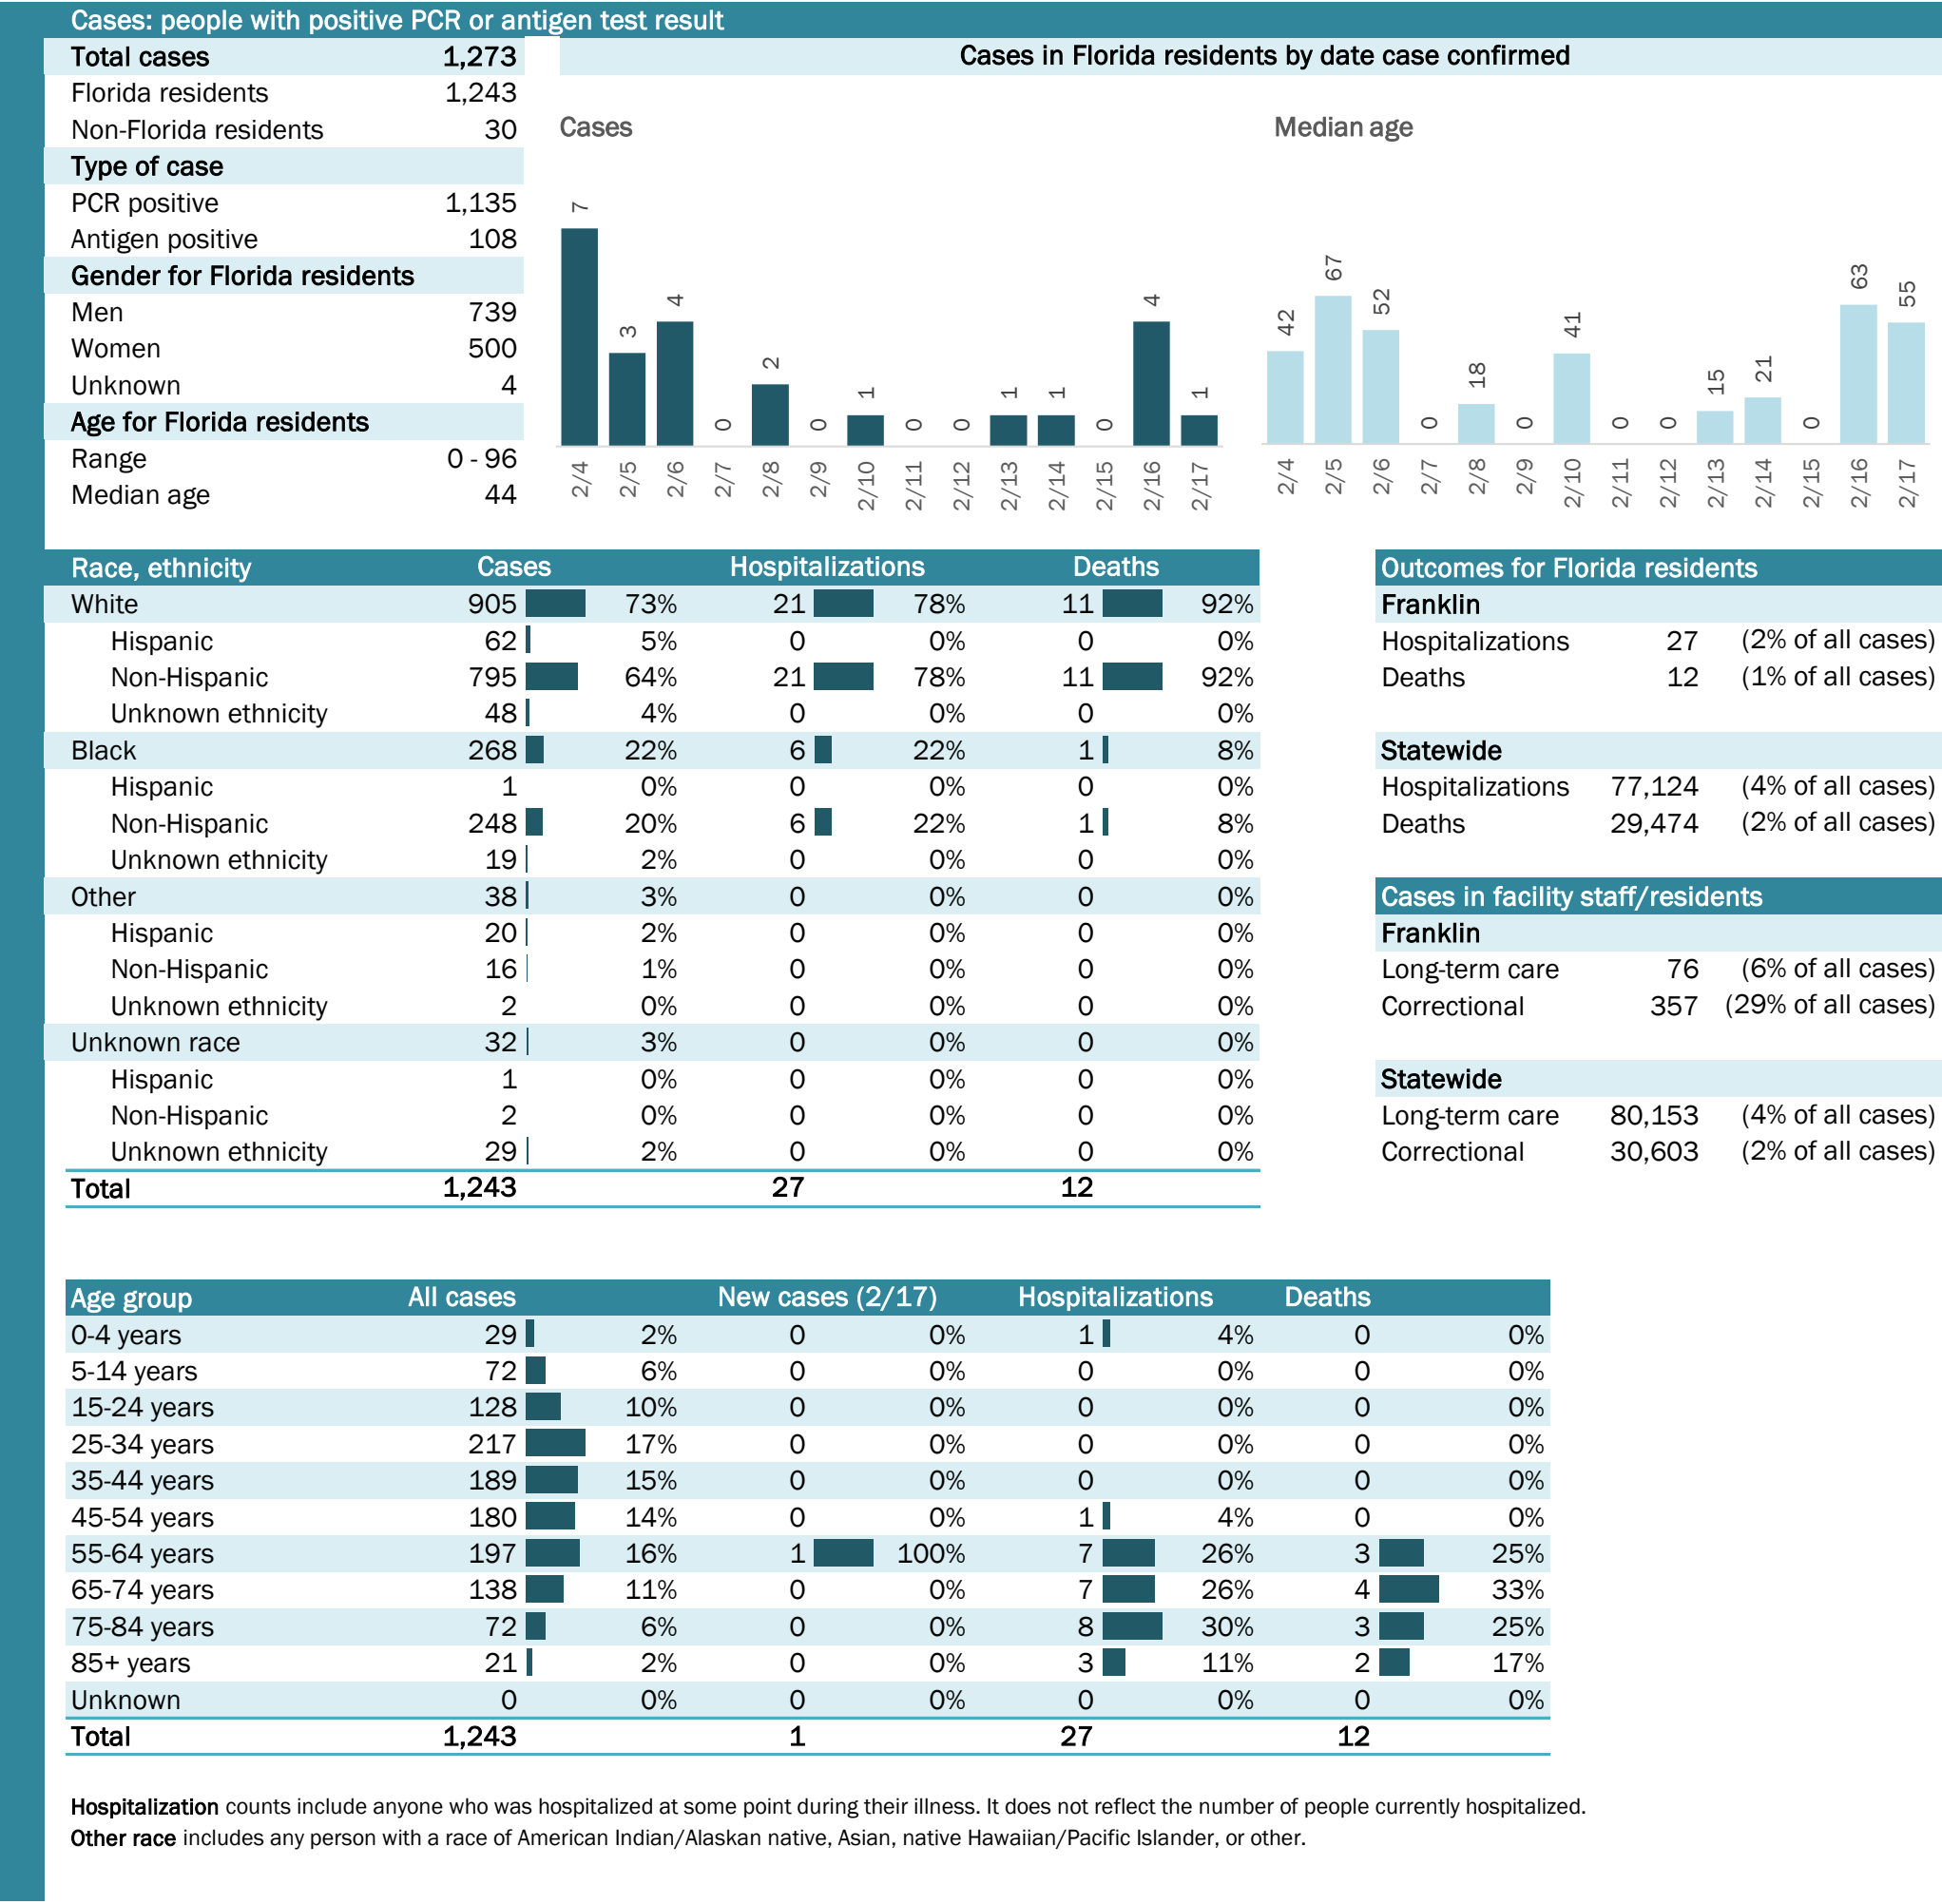 Cases: people with positive PCR or antigen test result
Total cases 1,273
Florida residents 1,243
Non-Florida residents 30
Type of case
PCR positive 1,135
Antigen positive 108
Gender for Florida residents
Men 739
Women 500
Unknown 4
Age for Florida residents
Range 0 - 96
Median age 44
Cases in Florida residents by date case confirmed
Cases
7 3 4 0 2 0 1 0 0 1 1 0 4 1
2/4 2/5 2/6 2/7 2/8 2/9 2/10 2/11 2/12 2/13 2/14 2/15 2/16 2/17
Median age
42 67 52 0 18 0 41 0 0 15 21 0 63 55
2/4 2/5 2/6 2/7 2/8 2/9 2/10 2/11 2/12 2/13 2/14 2/15 2/16 2/17
Race, ethnicity Cases Hospitalizations Deaths
White 905 73% 21 78% 11 92%
Hispanic 62 5% 0 0% 0 0%
Non-Hispanic 795 64% 21 78% 11 92%
Unknown ethnicity 48 4% 0 0% 0 0%
Black 268 22% 6 22% 1 8%
Hispanic 1 0% 0 0% 0 0%
Non-Hispanic 248 20% 6 22% 1 8%
Unknown ethnicity 19 2% 0 0% 0 0%
Other 38 3% 0 0% 0 0%
Hispanic 20 2% 0 0% 0 0%
Non-Hispanic 16 1% 0 0% 0 0%
Unknown ethnicity 2 0% 0 0% 0 0%
Unknown race 32 3% 0 0% 0 0%
Hispanic 1 0% 0 0% 0 0%
Non-Hispanic 2 0% 0 0% 0 0%
Unknown ethnicity 29 2% 0 0% 0 0%
Total 1,243 27 12
Outcomes for Florida residents
Franklin
Hospitalizations 27 (2% of all cases)
Deaths 12 (1% of all cases)
Statewide
Hospitalizations 77,124 (4% of all cases)
Deaths 29,474 (2% of all cases)
Cases in facility staff/residents
Franklin
Long-term care 76 (6% of all cases)
Correctional 357 (29% of all cases)
Statewide
Long-term care 80,153 (4% of all cases)
Correctional 30,603 (2% of all cases)
Age group All cases New cases (2/17) Hospitalizations Deaths
0-4 years 29 2% 0 0% 1 4% 0 0%
5-14 years 72 6% 0 0% 0 0% 0 0%
15-24 years 128 10% 0 0% 0 0% 0 0%
25-34 years 217 17% 0 0% 0 0% 0 0%
35-44 years 189 15% 0 0% 0 0% 0 0%
45-54 years 180 14% 0 0% 1 4% 0 0%
55-64 years 197 16% 1 100% 7 26% 3 25%
65-74 years 138 11% 0 0% 7 26% 4 33%
75-84 years 72 6% 0 0% 8 30% 3 25%
85+ years 21 2% 0 0% 3 11% 2 17%
Unknown 0 0% 0 0% 0 0% 0 0%
Total 1,243 1 27 12
Hospitalization counts include anyone who was hospitalized at some point during their illness. It does not reflect the number of people currently hospitalized.
Other race includes any person with a race of American Indian/Alaskan native, Asian, native Hawaiian/Pacific Islander, or other.